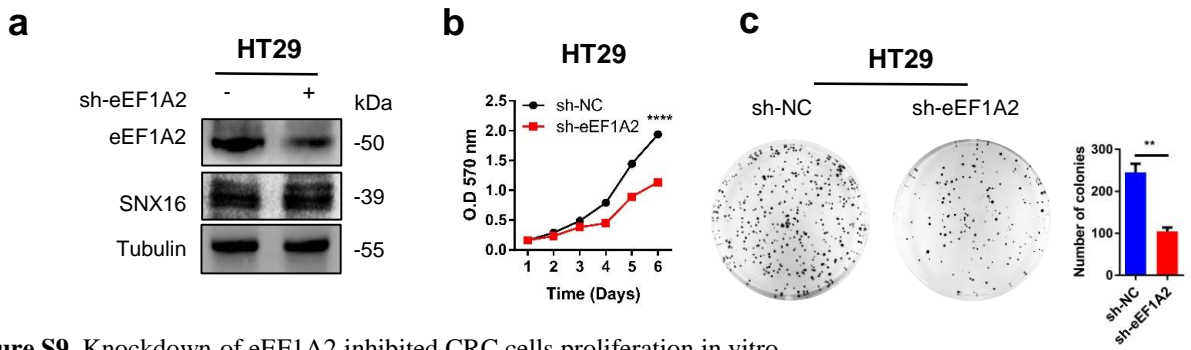 a
HT29
sh-eEF1A2 - + kDa
eEF1A2 -50
SNX16 -39
Tubulin -55
b
HT29
sh-NC
sh-eEF1A2
****
O.D 570 nm
2.5
2.0
1.5
1.0
0.5
0.0
1 2 3 4 5 6
Time (Days)
c
HT29
sh-NC sh-eEF1A2
Number of colonies
300
200
100
0
**
sh-NC
sh-eEF1A2
S9. Knockdown of eEF1A2 inhibited CRC cells proliferation in vitro